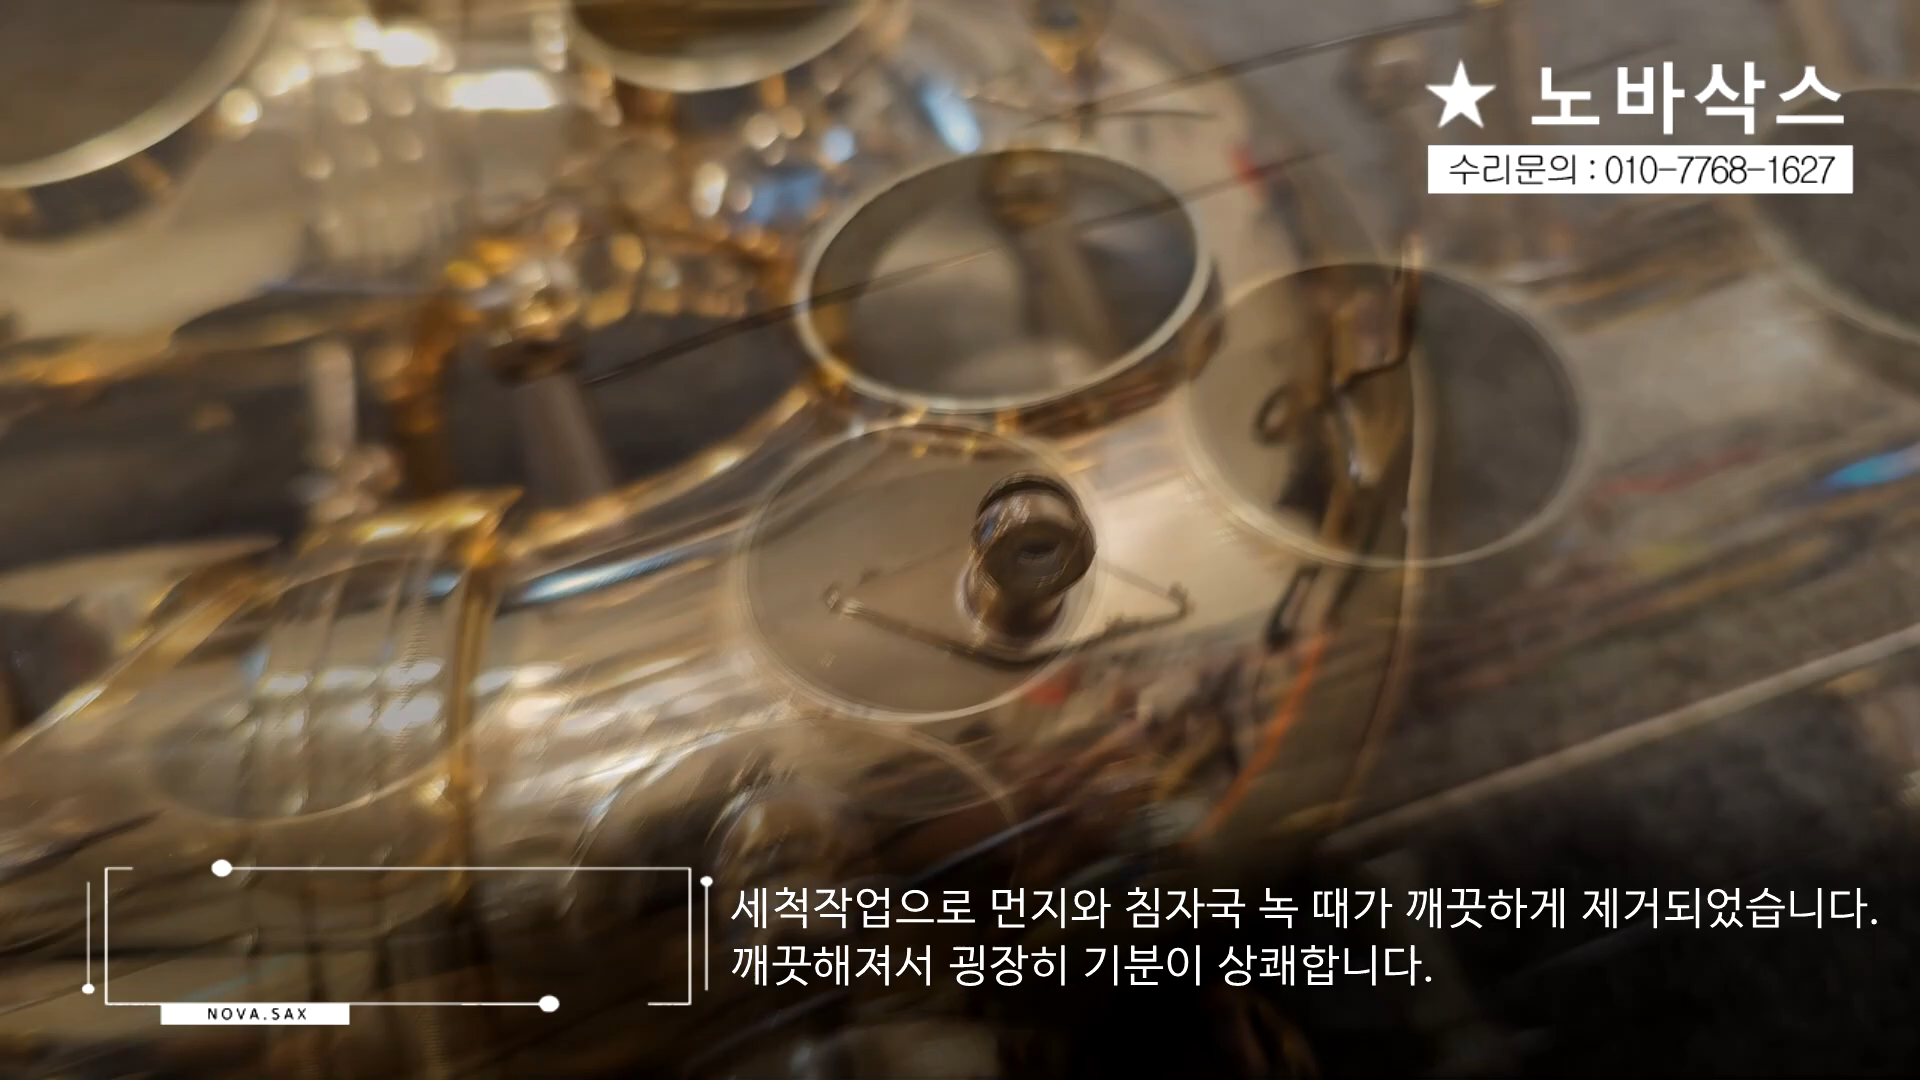 ★ 노바삭스
수리문의 : 010-7768-1627
세척작업으로 먼지와 침자국 녹 때가 깨끗하게 제거되었습니다.
깨끗해져서 굉장히 기분이 상쾌합니다.
NOVA.SAX